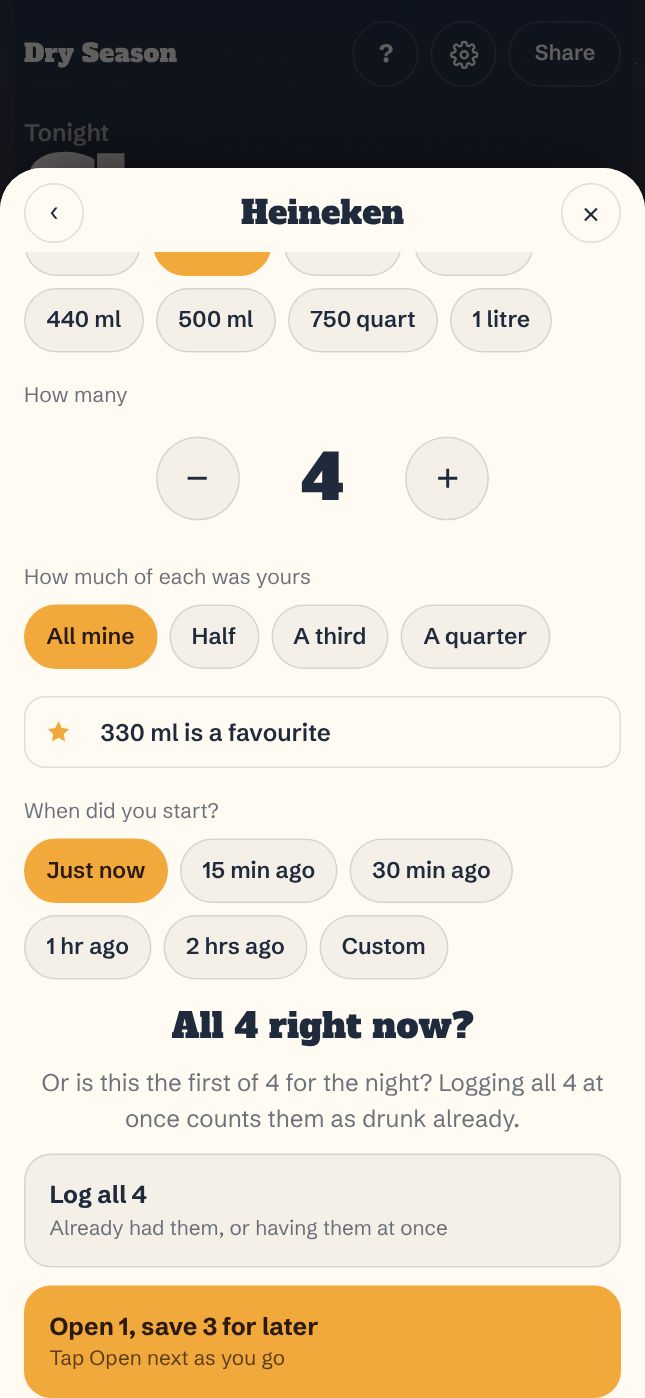 Dry Season
?
Share
Tonight
‹
Heineken
×
440 ml
500 ml
750 quart
1 litre
How many
−
4
+
How much of each was yours
All mine
Half
A third
A quarter
330 ml is a favourite
When did you start?
Just now
15 min ago
30 min ago
1 hr ago
2 hrs ago
Custom
All 4 right now?
Or is this the first of 4 for the night? Logging all 4 at
once counts them as drunk already.
Log all 4
Already had them, or having them at once
Open 1, save 3 for later
Tap Open next as you go